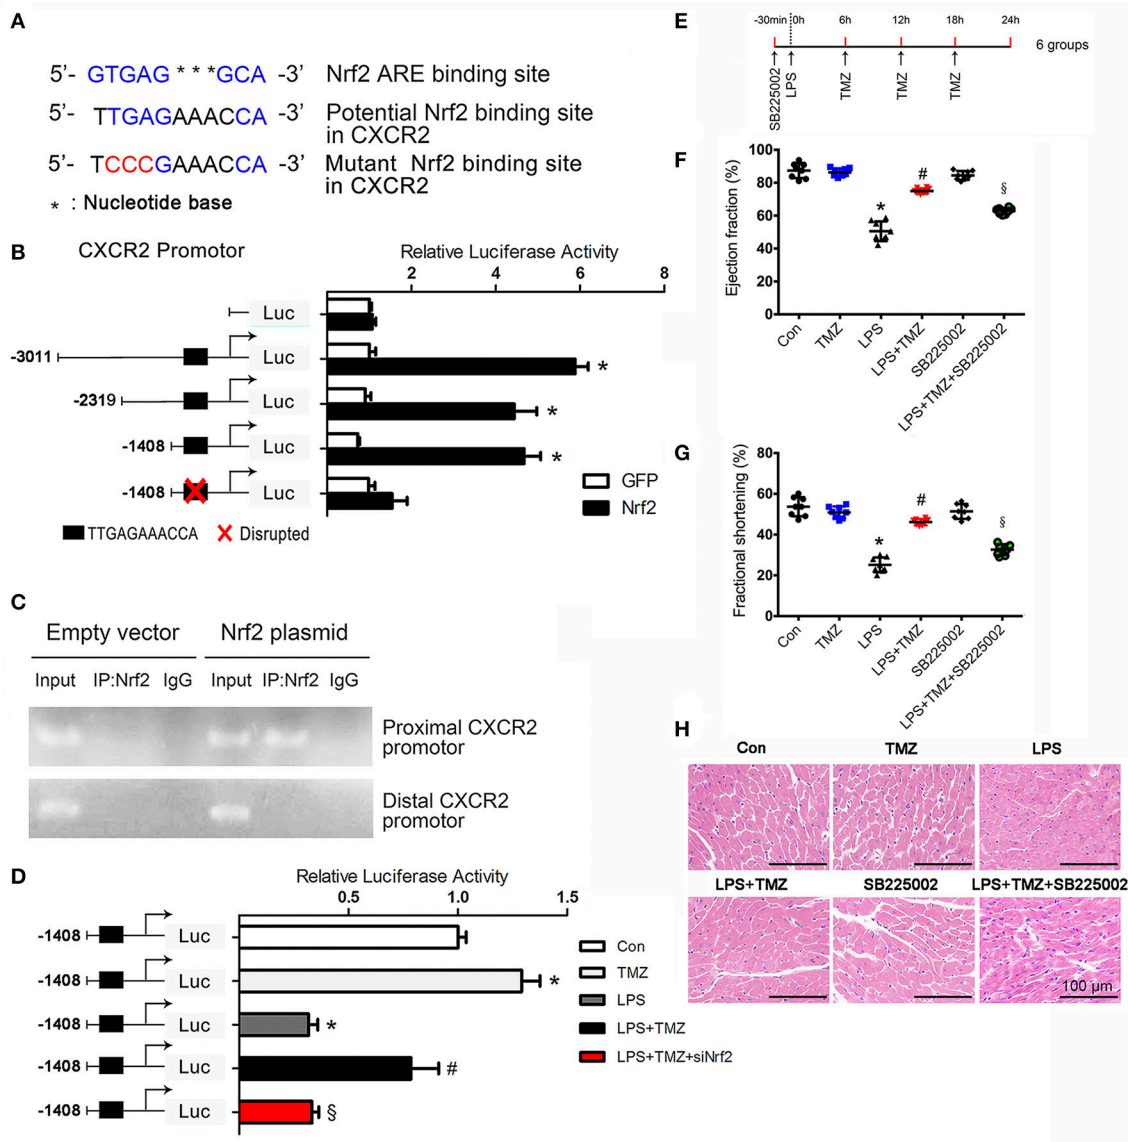 A
5'- GTGAG * * *GCA -3' Nrf2 ARE binding site
5'- TTGAGAAACCA -3' Potential Nrf2 binding site
in CXCR2
5'- TCCCGAAACCA -3' Mutant Nrf2 binding site
in CXCR2
* : Nucleotide base
B
CXCR2 Promotor
Relative Luciferase Activity
2 4 6 8
Luc
-3011 Luc *
-2319 Luc *
-1408 Luc *
-1408 Luc
GFP
Nrf2
TTGAGAAACCA X Disrupted
C
Empty vector Nrf2 plasmid
Input IP:Nrf2 IgG Input IP:Nrf2 IgG
Proximal CXCR2
promotor
Distal CXCR2
promotor
D
Relative Luciferase Activity
0.5 1.0 1.5
-1408 Luc
-1408 Luc *
-1408 Luc *
-1408 Luc #
-1408 Luc §
Con
TMZ
LPS
LPS+TMZ
LPS+TMZ+siNrf2
E
-30min 0h 6h 12h 18h 24h
6 groups
SB225002
LPS
TMZ
TMZ
TMZ
F
Ejection fraction (%)
100
80
60
40
20
0
* # §
Con
TMZ
LPS
LPS+TMZ
SB225002
LPS+TMZ+SB225002
G
Fractional shortening (%)
80
60
40
20
0
* # §
Con
TMZ
LPS
LPS+TMZ
SB225002
LPS+TMZ+SB225002
H
Con TMZ LPS
LPS+TMZ SB225002 LPS+TMZ+SB225002
100 µm